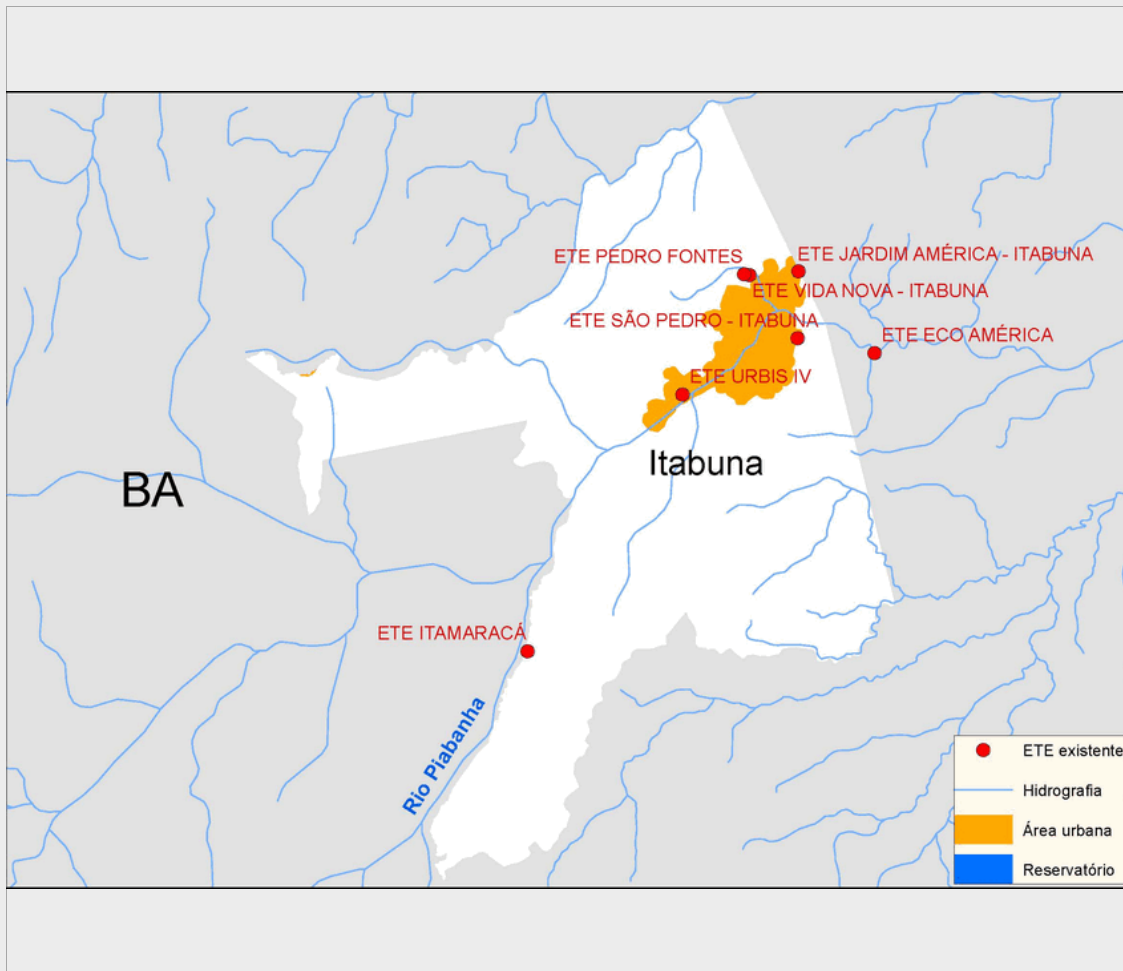 ETE PEDRO FONTES
ETE JARDIM AMÉRICA - ITABUNA
ETE VIDA NOVA - ITABUNA
ETE SÃO PEDRO - ITABUNA
ETE ECO AMÉRICA
ETE URBIS IV
Itabuna
BA
ETE ITAMARACÁ
Rio Piabanha
ETE existente
Hidrografia
Área urbana
Reservatório